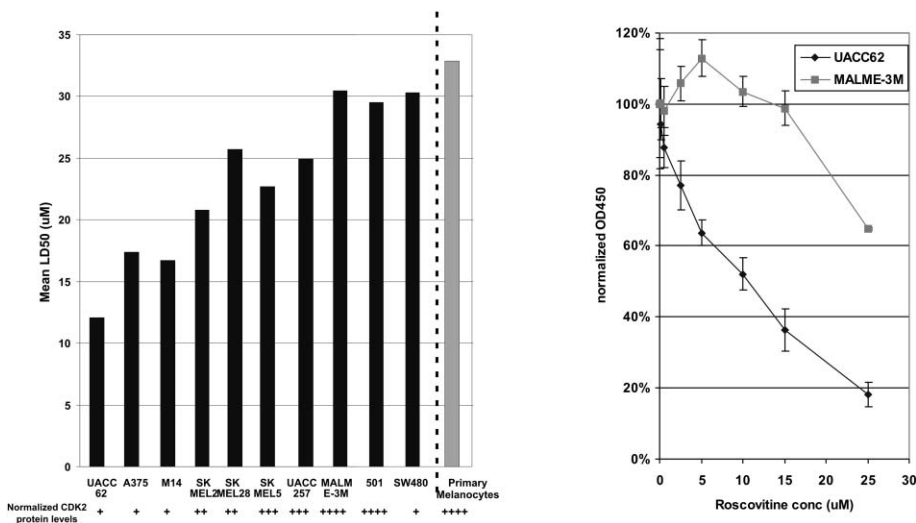 35
30
25
20
15
10
5
0
Mean LD50 (uM)
UACC 62
A375
M14
SK MEL2
SK MEL28
SK MEL5
UACC 257
MALM E-3M
501
SW480
Primary Melanocytes
Normalized CDK2 protein levels
+ + + ++ ++ +++ +++ ++++ ++++ + ++++
120%
100%
80%
60%
40%
20%
0%
normalized OD450
UACC62
MALME-3M
0 5 10 15 20 25 30
Roscovitine conc (uM)